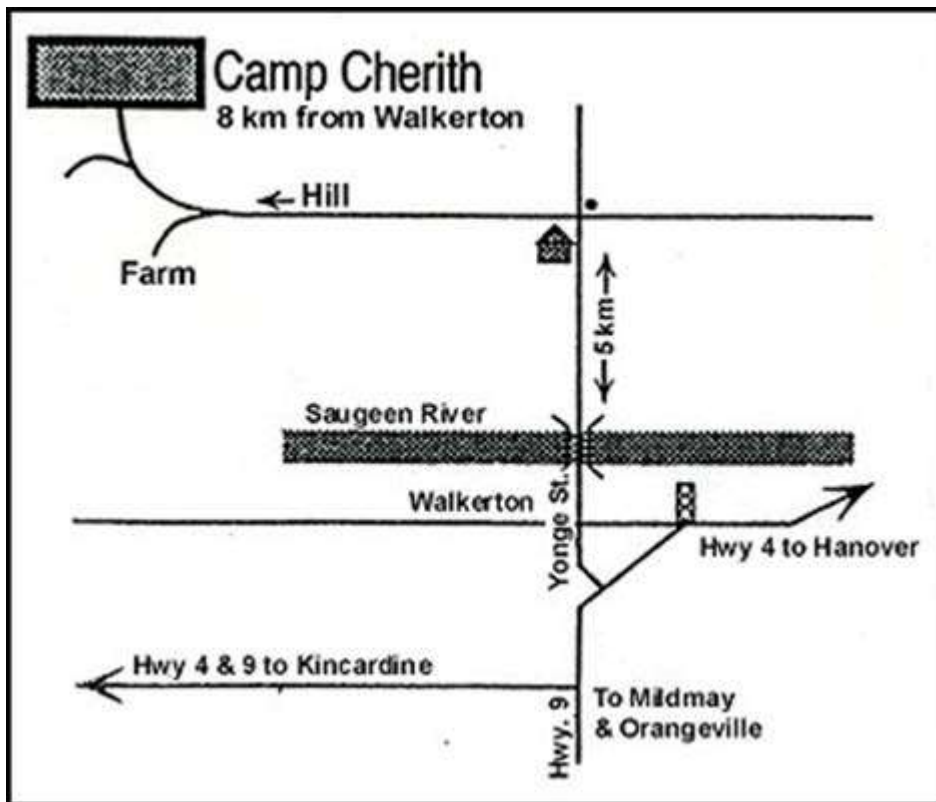 Camp Cherith
8 km from Walkerton
Hill
Farm
5 km
Saugeen River
Walkerton
Yonge St.
Hwy 4 to Hanover
Hwy 4 & 9 to Kincardine
Hwy. 9
To Mildmay
& Orangeville